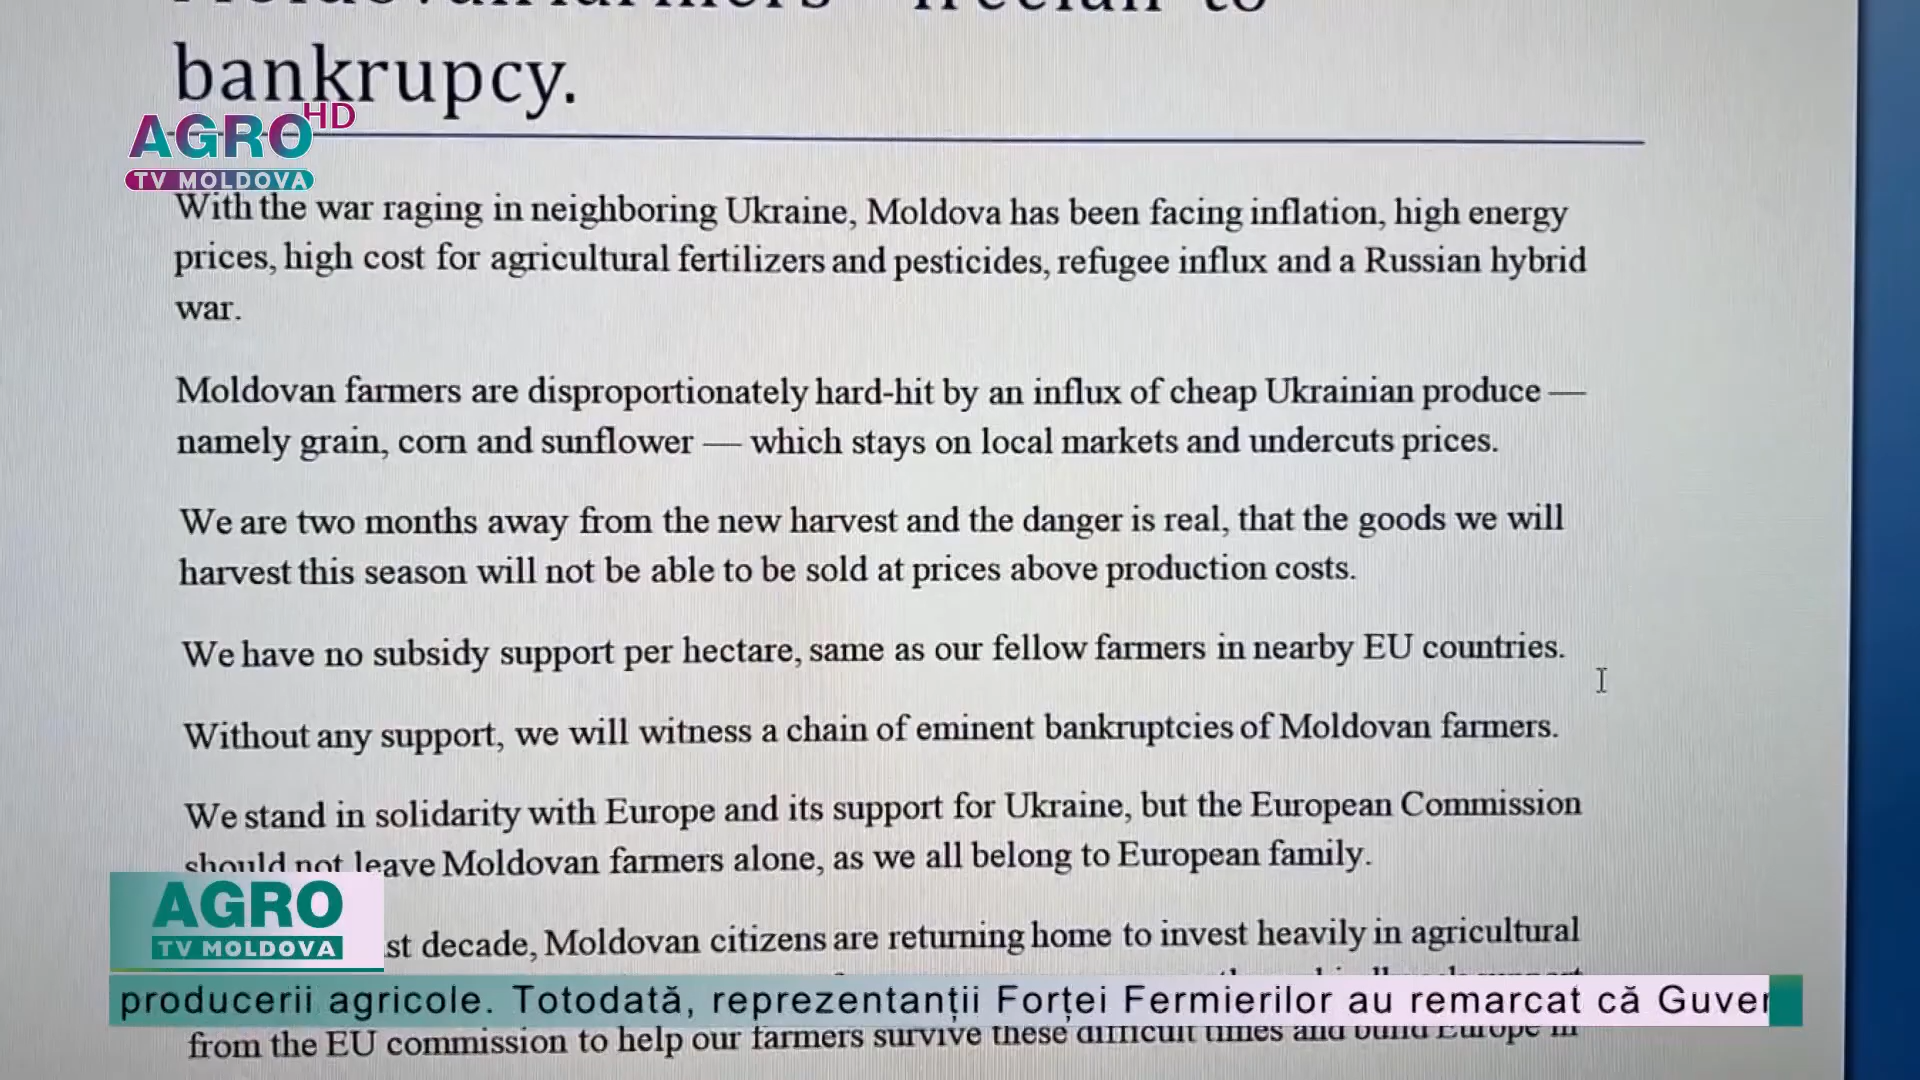 bankrupcy.
AGRO HD
TV MOLDOVA
With the war raging in neighboring Ukraine, Moldova has been facing inflation, high energy
prices, high cost for agricultural fertilizers and pesticides, refugee influx and a Russian hybrid
war.
Moldovan farmers are disproportionately hard-hit by an influx of cheap Ukrainian produce —
namely grain, corn and sunflower — which stays on local markets and undercuts prices.
We are two months away from the new harvest and the danger is real, that the goods we will
harvest this season will not be able to be sold at prices above production costs.
We have no subsidy support per hectare, same as our fellow farmers in nearby EU countries.
Without any support, we will witness a chain of eminent bankruptcies of Moldovan farmers.
We stand in solidarity with Europe and its support for Ukraine, but the European Commission
should not leave Moldovan farmers alone, as we all belong to European family.
decade, Moldovan citizens are returning home to invest heavily in agricultural
AGRO
TV MOLDOVA
producerii agricole. Totodată, reprezentanții Forței Fermierilor au remarcat că
from the EU commission to help our farmers survive these difficult times and build Europe in